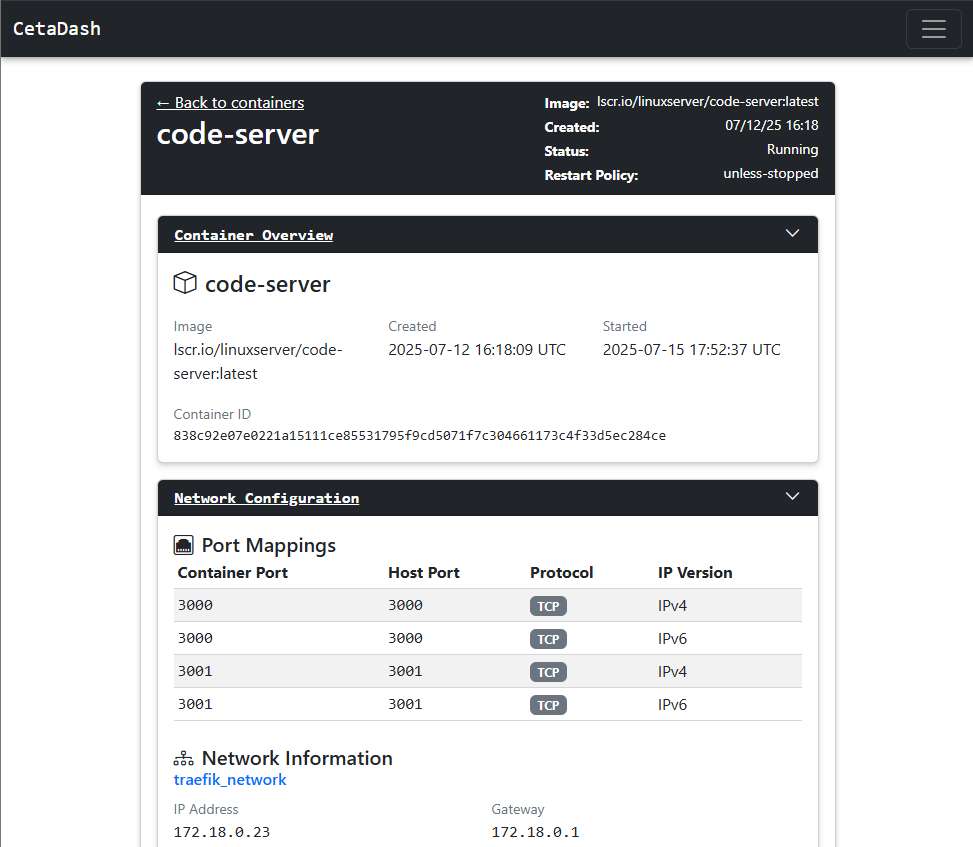 CetaDash
← Back to containers
code-server
Image: lscr.io/linuxserver/code-server:latest
Created: 07/12/25 16:18
Status: Running
Restart Policy: unless-stopped
Container Overview
code-server
Image Created Started
lscr.io/linuxserver/code-server:latest 2025-07-12 16:18:09 UTC 2025-07-15 17:52:37 UTC
Container ID
838c92e07e0221a15111ce85531795f9cd5071f7c304661173c4f33d5ec284ce
Network Configuration
Port Mappings
Container Port Host Port Protocol IP Version
3000 3000 TCP IPv4
3000 3000 TCP IPv6
3001 3001 TCP IPv4
3001 3001 TCP IPv6
Network Information
traefik_network
IP Address Gateway
172.18.0.23 172.18.0.1